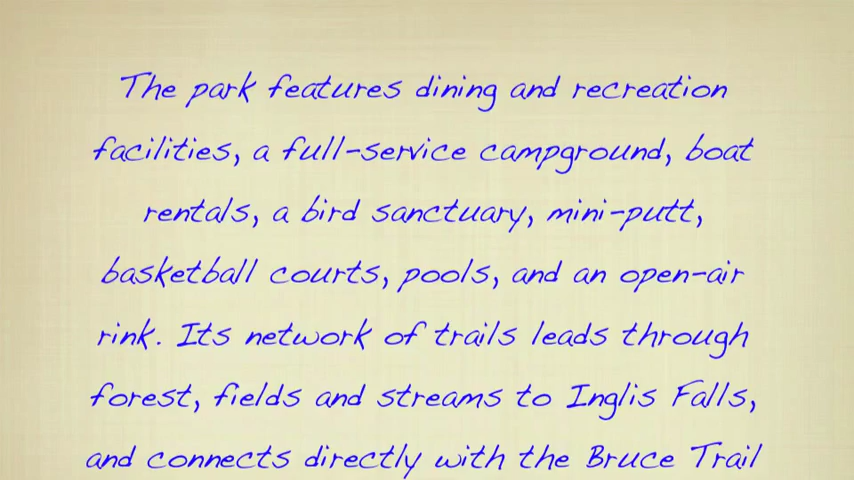 The park features dining and recreation
facilities, a full-service campground, boat
rentals, a bird sanctuary, mini-putt,
basketball courts, pools, and an open-air
rink. Its network of trails leads through
forest, fields and streams to Inglis Falls,
and connects directly with the Bruce Trail